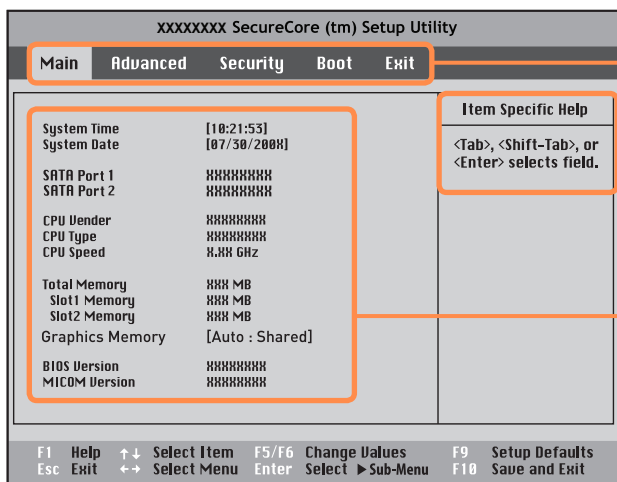 XXXXXXXX SecureCore (tm) Setup Utility
Main Advanced Security Boot Exit
System Time [10:21:53]
System Date [07/30/200X]
SATA Port 1 XXXXXXXX
SATA Port 2 XXXXXXXX
CPU Vender XXXXXXXX
CPU Type XXXXXXXX
CPU Speed X.XX GHz
Total Memory XXX MB
Slot1 Memory XXX MB
Slot2 Memory XXX MB
Graphics Memory [Auto : Shared]
BIOS Version XXXXXXXX
MICOM Version XXXXXXXX
Item Specific Help
<Tab>, <Shift-Tab>, or
<Enter> selects field.
F1 Help ↑↓ Select Item F5/F6 Change Values F9 Setup Defaults
Esc Exit ←→ Select Menu Enter Select ▶Sub-Menu F10 Save and Exit